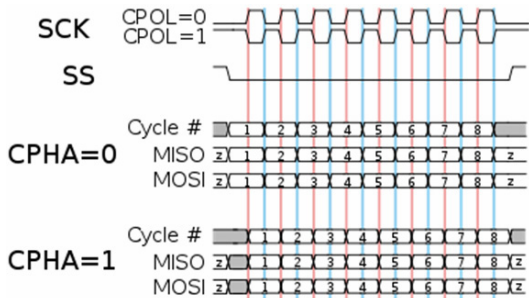 SCK CPOL=0
CPOL=1
SS
Cycle # 1 2 3 4 5 6 7 8
CPHA=0 MISO z 1 2 3 4 5 6 7 8 z
MOSI z 1 2 3 4 5 6 7 8 z
Cycle # 1 2 3 4 5 6 7 8
CPHA=1 MISO z 1 2 3 4 5 6 7 8 z
MOSI z 1 2 3 4 5 6 7 8 z